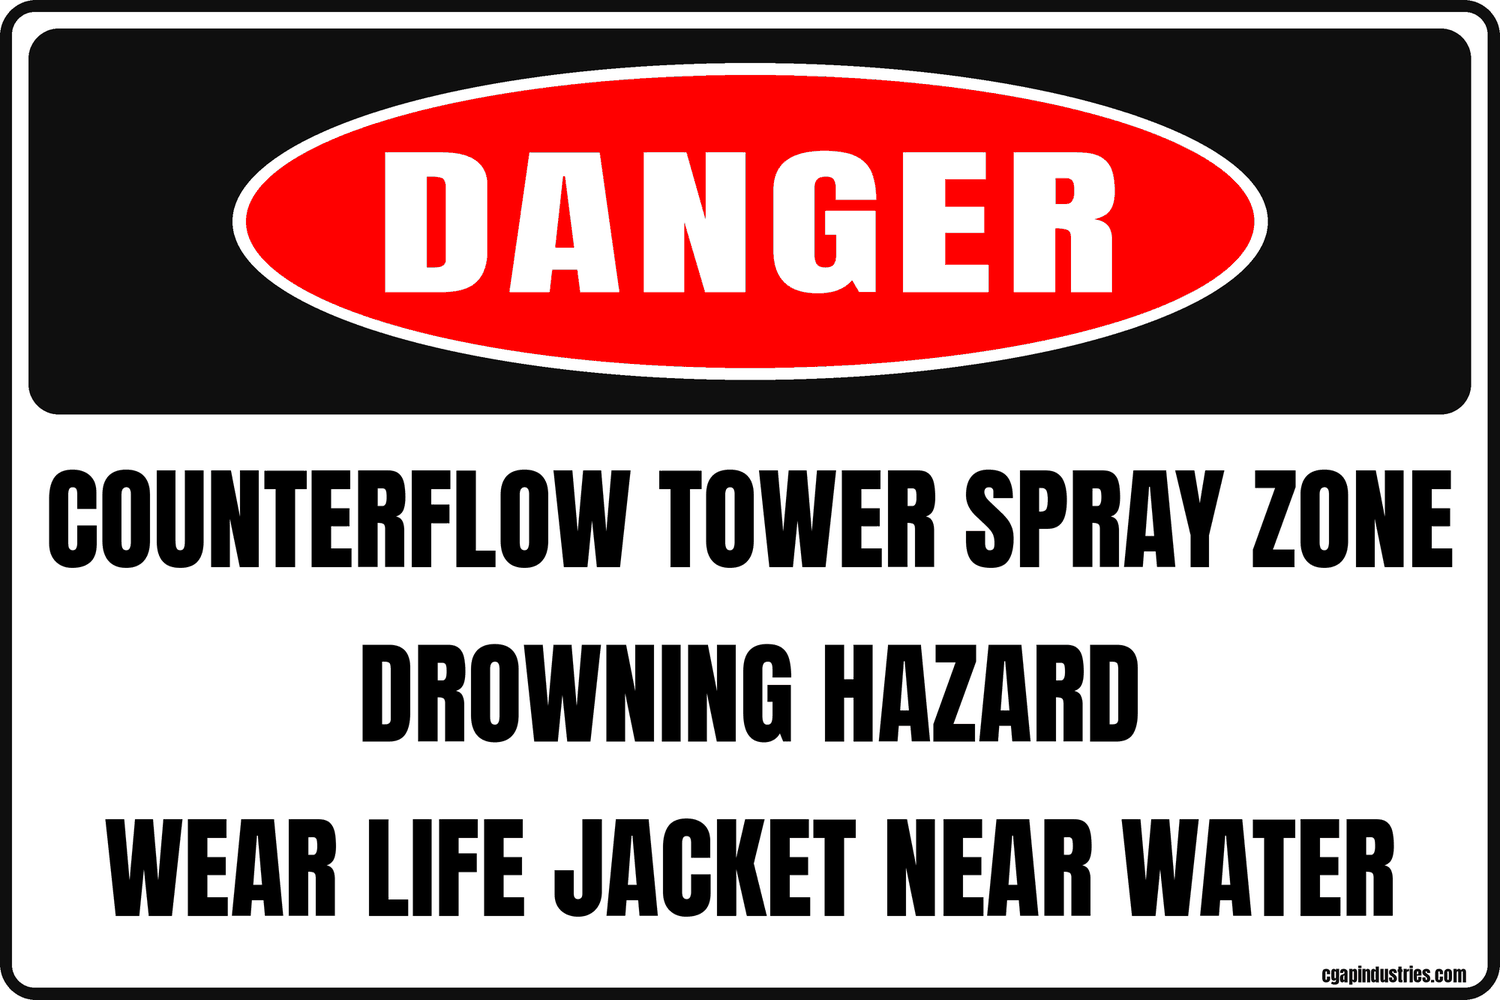 DANGER
COUNTERFLOW TOWER SPRAY ZONE
DROWNING HAZARD
WEAR LIFE JACKET NEAR WATER
cgapindustries.com